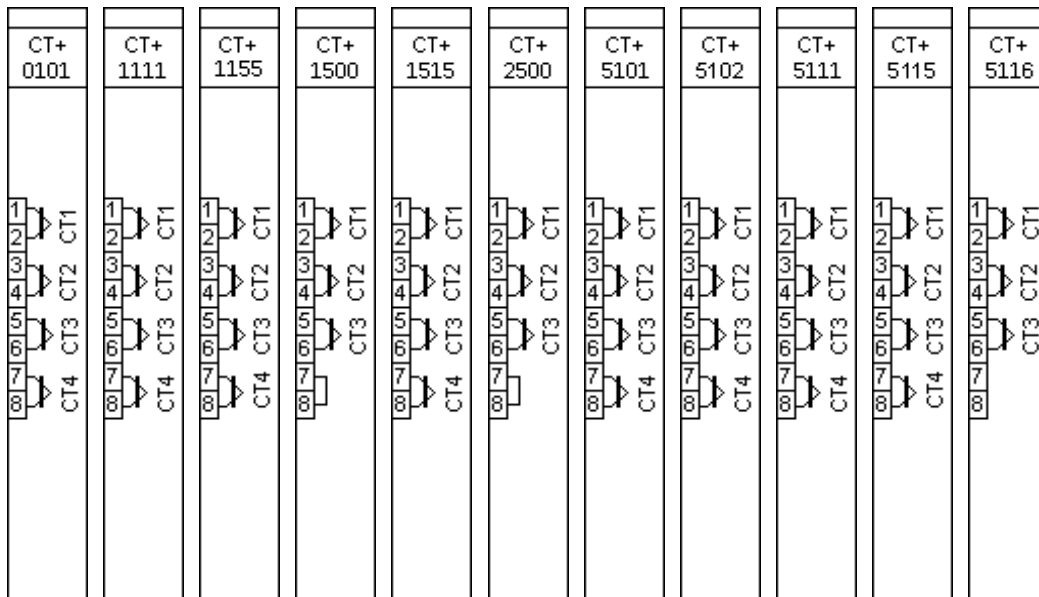 CT+ CT+ CT+ CT+ CT+ CT+ CT+ CT+ CT+ CT+ CT+
0101 1111 1155 1500 1515 2500 5101 5102 5111 5115 5116
1 1 1 1 1 1 1 1 1 1 1
CT1 CT1 CT1 CT1 CT1 CT1 CT1 CT1 CT1 CT1 CT1
2 2 2 2 2 2 2 2 2 2 2
3 3 3 3 3 3 3 3 3 3 3
CT2 CT2 CT2 CT2 CT2 CT2 CT2 CT2 CT2 CT2 CT2
4 4 4 4 4 4 4 4 4 4 4
5 5 5 5 5 5 5 5 5 5 5
CT3 CT3 CT3 CT3 CT3 CT3 CT3 CT3 CT3 CT3 CT3
6 6 6 6 6 6 6 6 6 6 6
7 7 7 7 7 7 7 7 7 7 7
CT4 CT4 CT4 CT4 CT4 CT4 CT4 CT4
8 8 8 8 8 8 8 8 8 8 8